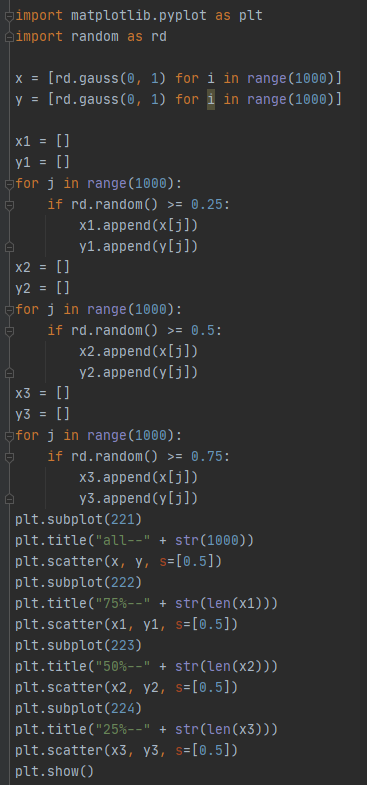 import matplotlib.pyplot as plt
import random as rd

x = [rd.gauss(0, 1) for i in range(1000)]
y = [rd.gauss(0, 1) for i in range(1000)]

x1 = []
y1 = []
for j in range(1000):
    if rd.random() >= 0.25:
        x1.append(x[j])
        y1.append(y[j])
x2 = []
y2 = []
for j in range(1000):
    if rd.random() >= 0.5:
        x2.append(x[j])
        y2.append(y[j])
x3 = []
y3 = []
for j in range(1000):
    if rd.random() >= 0.75:
        x3.append(x[j])
        y3.append(y[j])
plt.subplot(221)
plt.title("all--" + str(1000))
plt.scatter(x, y, s=[0.5])
plt.subplot(222)
plt.title("75%--" + str(len(x1)))
plt.scatter(x1, y1, s=[0.5])
plt.subplot(223)
plt.title("50%--" + str(len(x2)))
plt.scatter(x2, y2, s=[0.5])
plt.subplot(224)
plt.title("25%--" + str(len(x3)))
plt.scatter(x3, y3, s=[0.5])
plt.show()